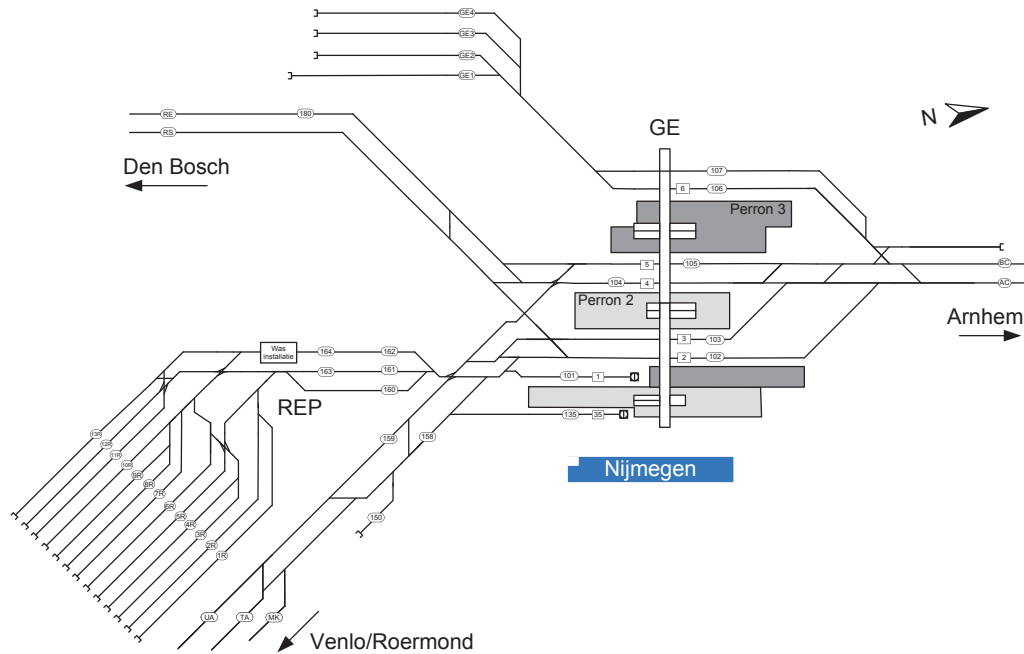 GE4
GE3
GE2
GE1
RE
180
RS
Den Bosch
GE
N
107
6
106
Perron 3
5
105
BC
104
4
AC
Perron 2
Arnhem
3
103
2
102
Was
installatie
164
162
163
161
160
101
1
REP
135
35
159
158
Nijmegen
13R
12R
11R
10R
9R
8R
7R
6R
5R
4R
3R
2R
1R
150
UA
TA
MK
Venlo/Roermond